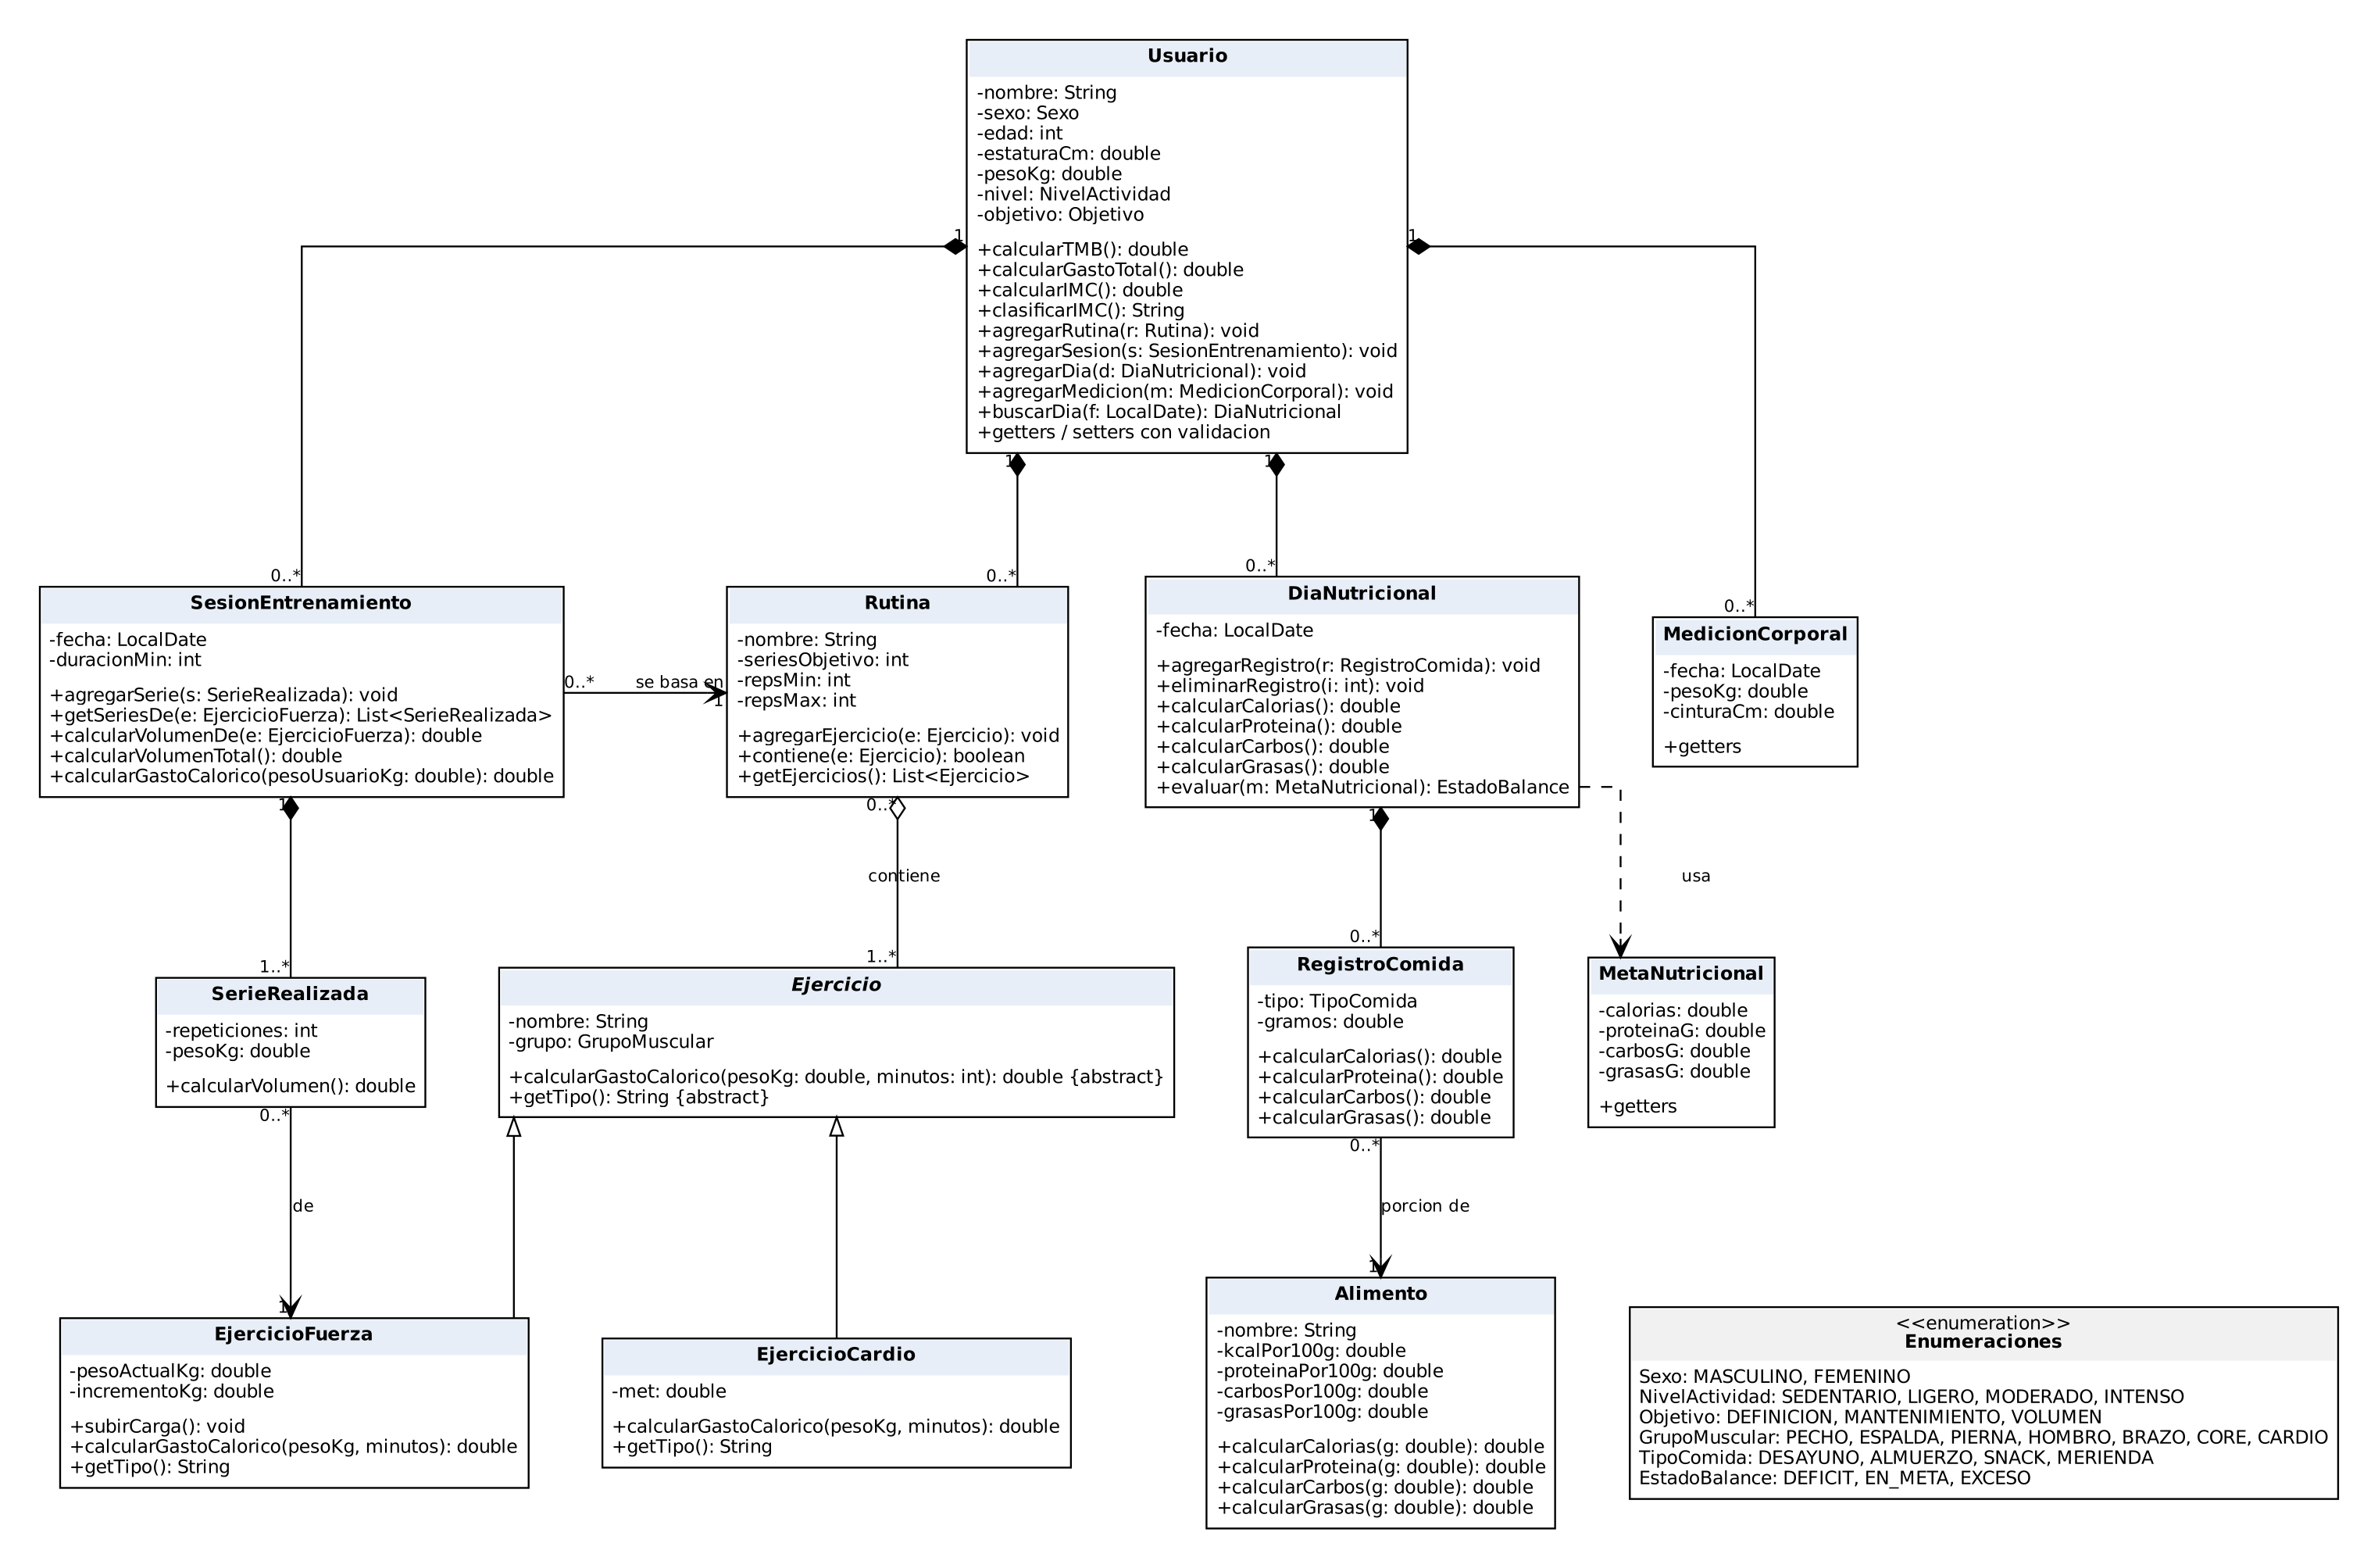 Usuario
-nombre: String
-sexo: Sexo
-edad: int
-estaturaCm: double
-pesoKg: double
-nivel: NivelActividad
-objetivo: Objetivo
+calcularTMB(): double
+calcularGastoTotal(): double
+calcularIMC(): double
+clasificarIMC(): String
+agregarRutina(r: Rutina): void
+agregarSesion(s: SesionEntrenamiento): void
+agregarDia(d: DiaNutricional): void
+agregarMedicion(m: MedicionCorporal): void
+buscarDia(f: LocalDate): DiaNutricional
+getters / setters con validacion
1
1
1
1
0..*
0..*
0..*
0..*
SesionEntrenamiento
-fecha: LocalDate
-duracionMin: int
+agregarSerie(s: SerieRealizada): void
+getSeriesDe(e: EjercicioFuerza): List<SerieRealizada>
+calcularVolumenDe(e: EjercicioFuerza): double
+calcularVolumenTotal(): double
+calcularGastoCalorico(pesoUsuarioKg: double): double
0..*
se basa en
1
Rutina
-nombre: String
-seriesObjetivo: int
-repsMin: int
-repsMax: int
+agregarEjercicio(e: Ejercicio): void
+contiene(e: Ejercicio): boolean
+getEjercicios(): List<Ejercicio>
DiaNutricional
-fecha: LocalDate
+agregarRegistro(r: RegistroComida): void
+eliminarRegistro(i: int): void
+calcularCalorias(): double
+calcularProteina(): double
+calcularCarbos(): double
+calcularGrasas(): double
+evaluar(m: MetaNutricional): EstadoBalance
MedicionCorporal
-fecha: LocalDate
-pesoKg: double
-cinturaCm: double
+getters
1
0..*
1
contiene
usa
1..*
1..*
0..*
SerieRealizada
-repeticiones: int
-pesoKg: double
+calcularVolumen(): double
Ejercicio
-nombre: String
-grupo: GrupoMuscular
+calcularGastoCalorico(pesoKg: double, minutos: int): double {abstract}
+getTipo(): String {abstract}
RegistroComida
-tipo: TipoComida
-gramos: double
+calcularCalorias(): double
+calcularProteina(): double
+calcularCarbos(): double
+calcularGrasas(): double
MetaNutricional
-calorias: double
-proteinaG: double
-carbosG: double
-grasasG: double
+getters
0..*
de
1
0..*
porcion de
1
EjercicioFuerza
-pesoActualKg: double
-incrementoKg: double
+subirCarga(): void
+calcularGastoCalorico(pesoKg, minutos): double
+getTipo(): String
EjercicioCardio
-met: double
+calcularGastoCalorico(pesoKg, minutos): double
+getTipo(): String
Alimento
-nombre: String
-kcalPor100g: double
-proteinaPor100g: double
-carbosPor100g: double
-grasasPor100g: double
+calcularCalorias(g: double): double
+calcularProteina(g: double): double
+calcularCarbos(g: double): double
+calcularGrasas(g: double): double
<<enumeration>>
Enumeraciones
Sexo: MASCULINO, FEMENINO
NivelActividad: SEDENTARIO, LIGERO, MODERADO, INTENSO
Objetivo: DEFINICION, MANTENIMIENTO, VOLUMEN
GrupoMuscular: PECHO, ESPALDA, PIERNA, HOMBRO, BRAZO, CORE, CARDIO
TipoComida: DESAYUNO, ALMUERZO, SNACK, MERIENDA
EstadoBalance: DEFICIT, EN_META, EXCESO